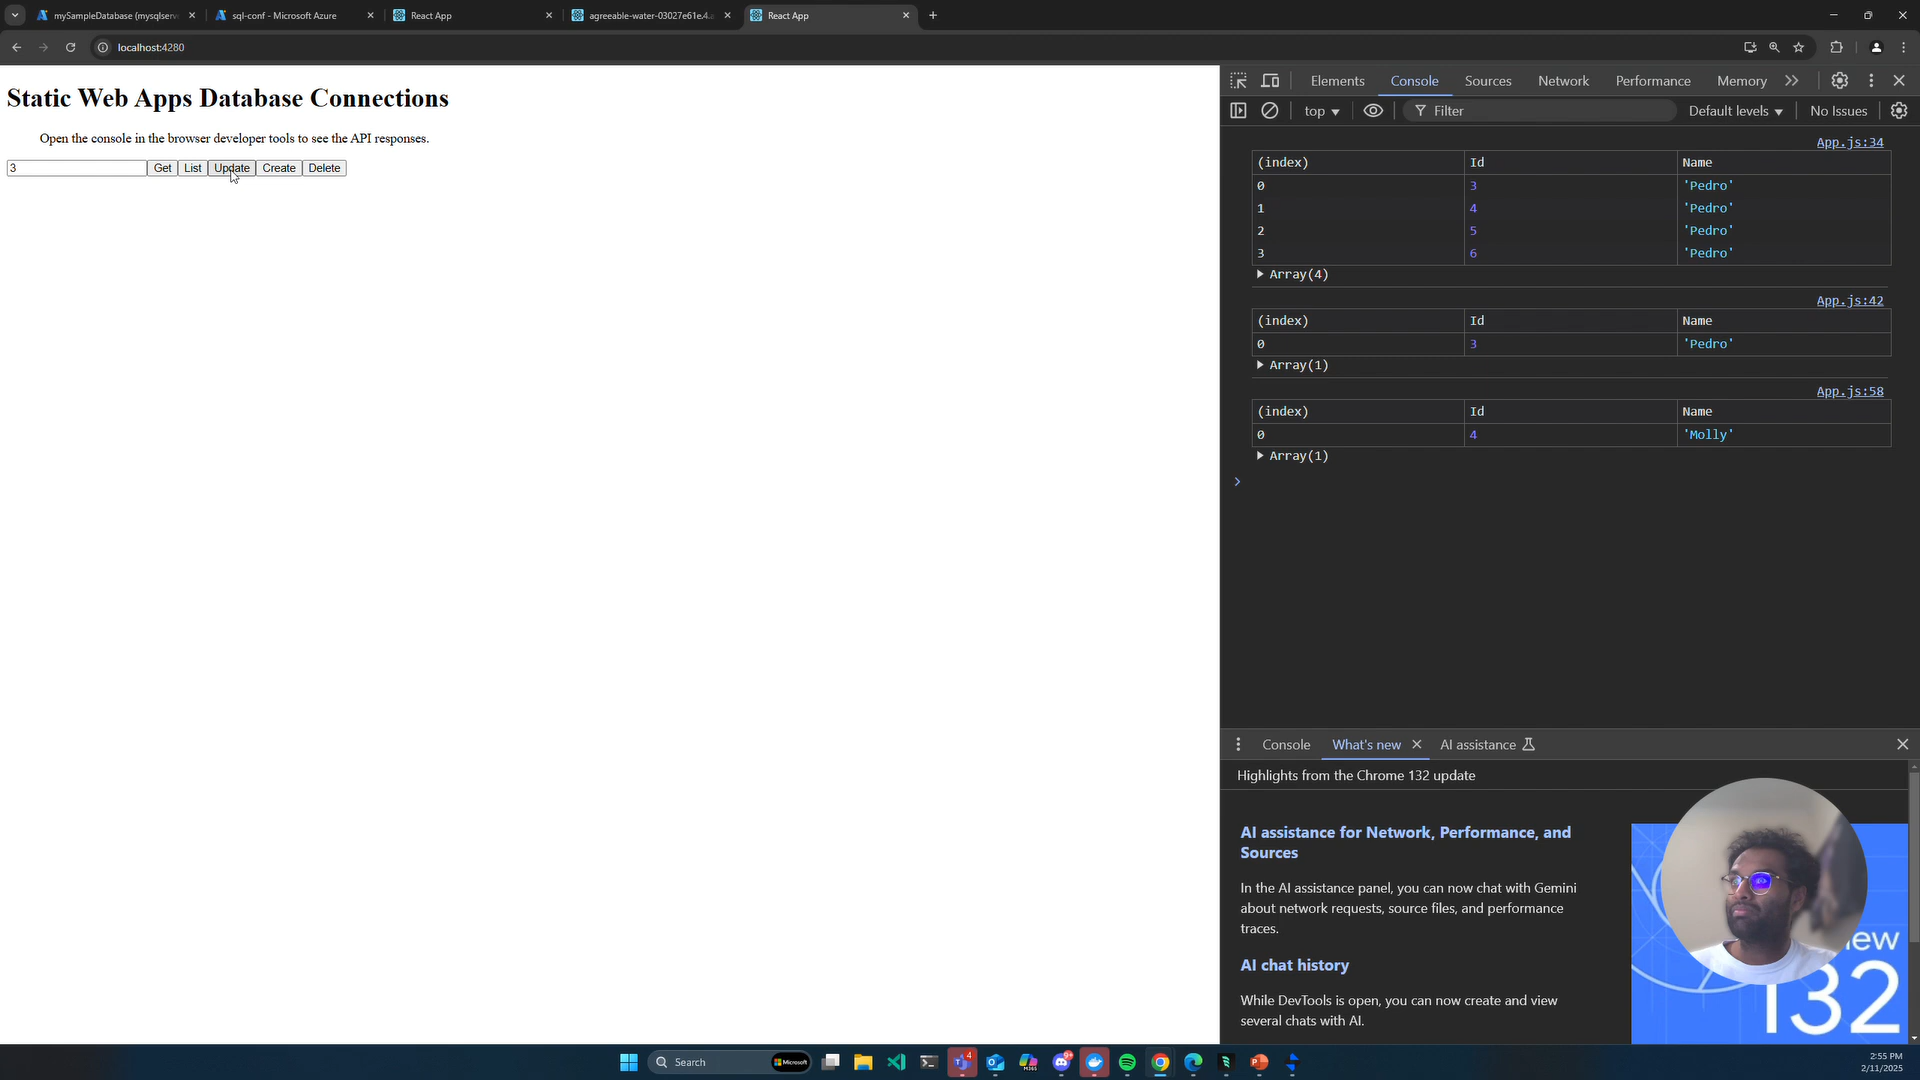 mySampleDatabase (mysqlserv
sql-conf - Microsoft Azure
React App
agreeable-water-03027e61e.4.a
React App
localhost:4280
Static Web Apps Database Connections
Open the console in the browser developer tools to see the API responses.
3
Get
List
Update
Create
Delete
Elements
Console
Sources
Network
Performance
Memory
top
Filter
Default levels
No Issues
App.js:34
(index) Id Name
0 3 'Pedro'
1 4 'Pedro'
2 5 'Pedro'
3 6 'Pedro'
Array(4)
App.js:42
(index) Id Name
0 3 'Pedro'
Array(1)
App.js:58
(index) Id Name
0 4 'Molly'
Array(1)
Console
What's new
AI assistance
Highlights from the Chrome 132 update
AI assistance for Network, Performance, and
Sources
In the AI assistance panel, you can now chat with Gemini
about network requests, source files, and performance
traces.
AI chat history
While DevTools is open, you can now create and view
several chats with AI.
132
Search
Microsoft
4
9+
M365
2:55 PM
2/11/2025